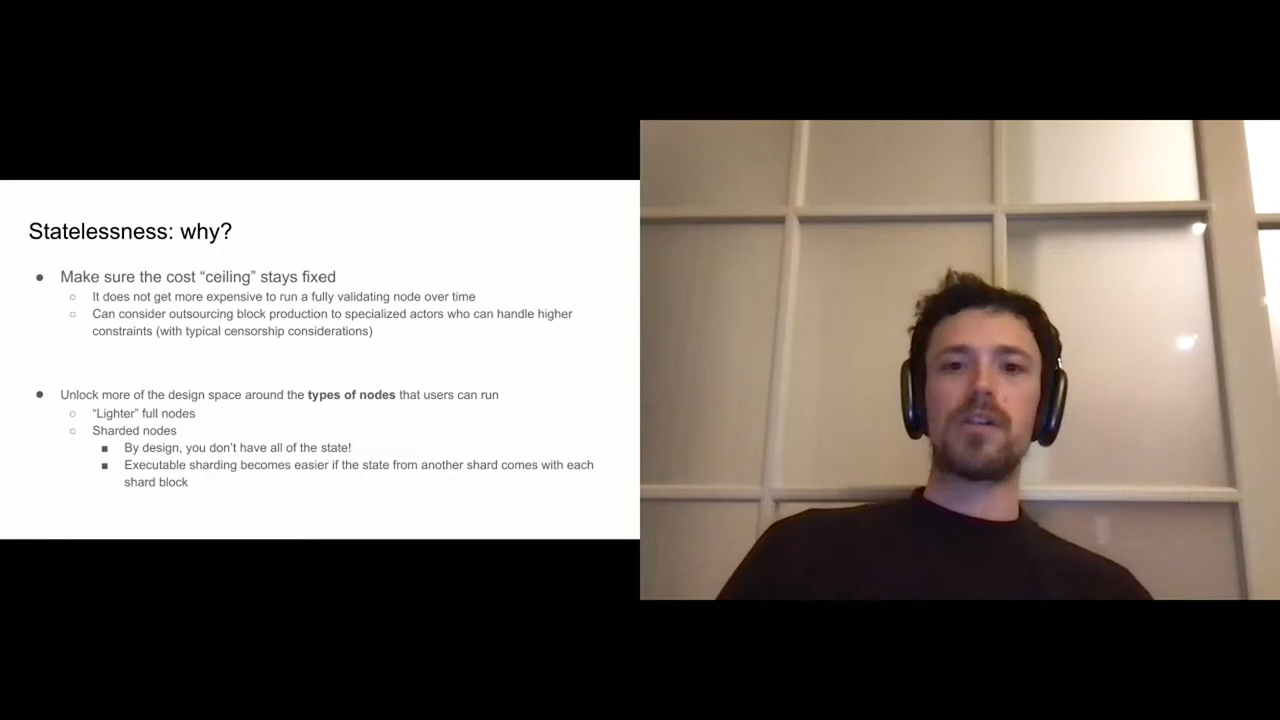 Statelessness: why?
● Make sure the cost “ceiling” stays fixed
○ It does not get more expensive to run a fully validating node over time
○ Can consider outsourcing block production to specialized actors who can handle higher
constraints (with typical censorship considerations)
● Unlock more of the design space around the types of nodes that users can run
○ “Lighter” full nodes
○ Sharded nodes
■ By design, you don’t have all of the state!
■ Executable sharding becomes easier if the state from another shard comes with each
shard block